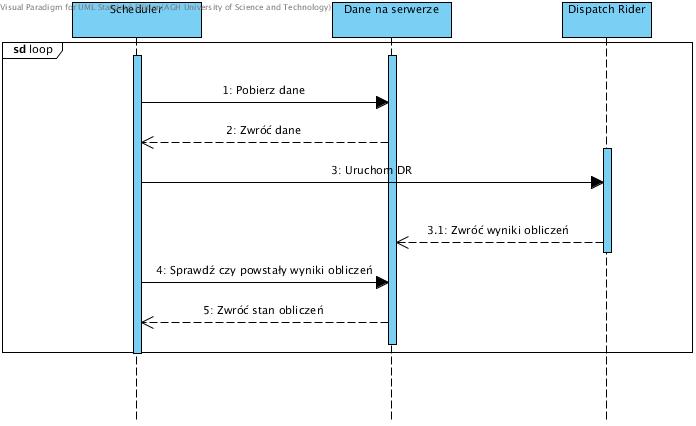 Visual Paradigm for UML Standard Edition(AGH University of Science and Technology)
Scheduler
Dane na serwerze
Dispatch Rider
sd loop
1: Pobierz dane
2: Zwróć dane
3: Uruchom DR
3.1: Zwróć wyniki obliczeń
4: Sprawdź czy powstały wyniki obliczeń
5: Zwróć stan obliczeń